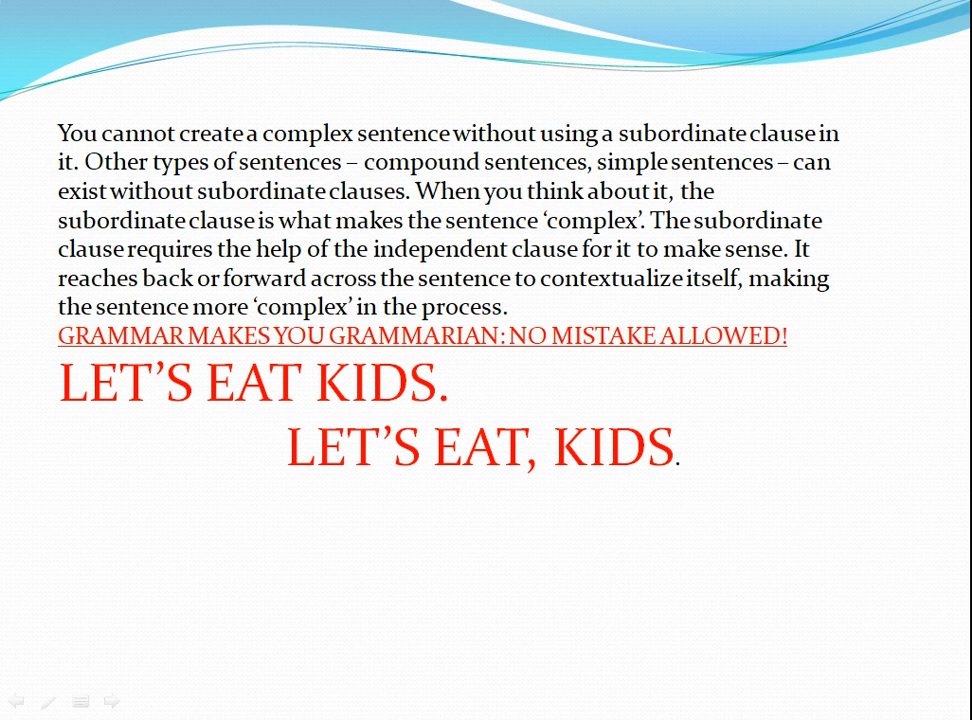 You cannot create a complex sentence without using a subordinate clause in
it. Other types of sentences – compound sentences, simple sentences – can
exist without subordinate clauses. When you think about it, the
subordinate clause is what makes the sentence ‘complex’. The subordinate
clause requires the help of the independent clause for it to make sense. It
reaches back or forward across the sentence to contextualize itself, making
the sentence more ‘complex’ in the process.
GRAMMAR MAKES YOU GRAMMARIAN: NO MISTAKE ALLOWED!
LET’S EAT KIDS.
LET’S EAT, KIDS.